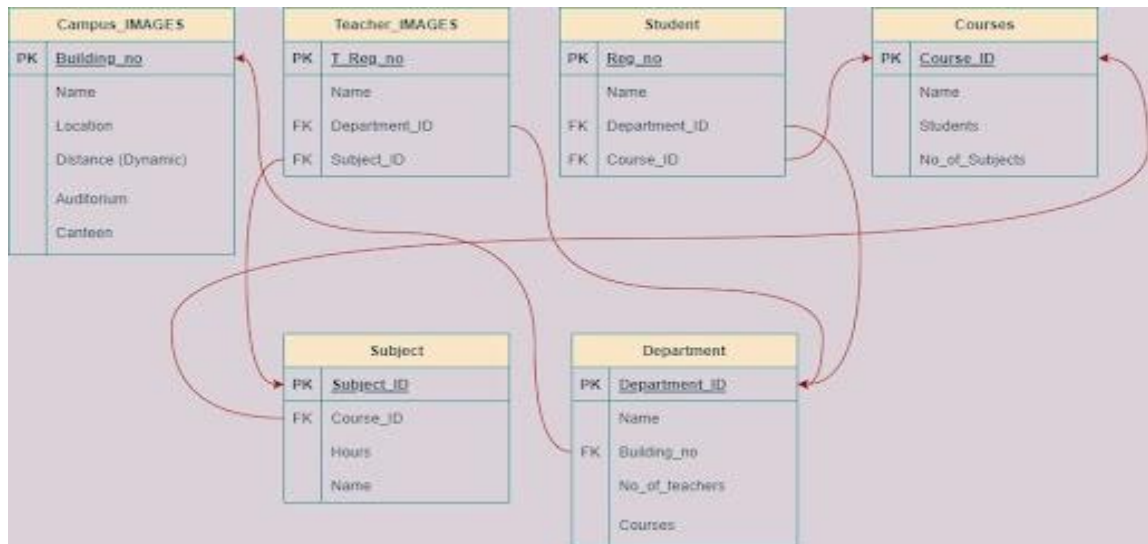 Campus_IMAGES
PK Building_no
Name
Location
Distance (Dynamic)
Auditorium
Canteen
Teacher_IMAGES
PK T_Reg_no
Name
FK Department_ID
FK Subject_ID
Student
PK Reg_no
Name
FK Department_ID
FK Course_ID
Courses
PK Course_ID
Name
Students
No_of_Subjects
Subject
PK Subject_ID
FK Course_ID
Hours
Name
Department
PK Department_ID
Name
FK Building_no
No_of_teachers
Courses